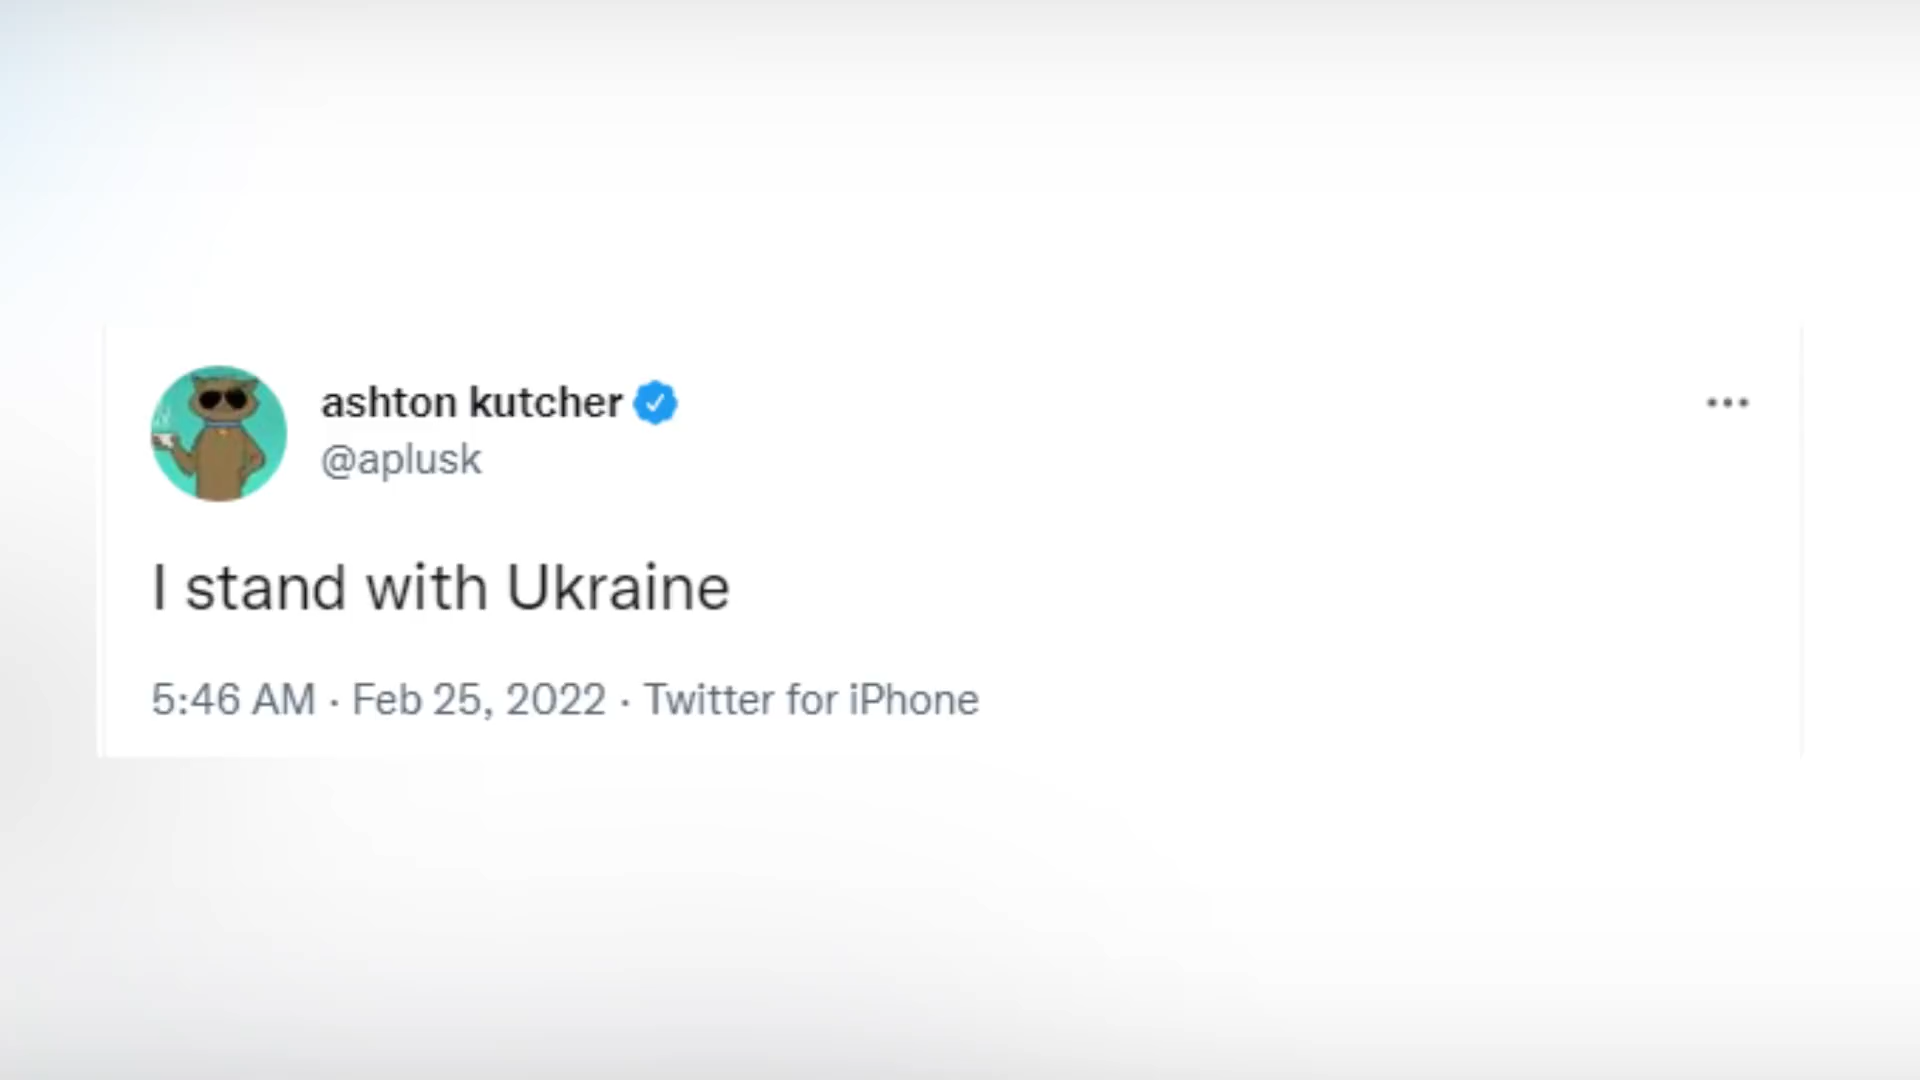 ashton kutcher
@aplusk
I stand with Ukraine
5:46 AM · Feb 25, 2022 · Twitter for iPhone